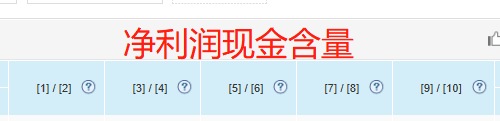 净利润现金含量
[1] / [2] ? [3] / [4] ? [5] / [6] ? [7] / [8] ? [9] / [10] ?